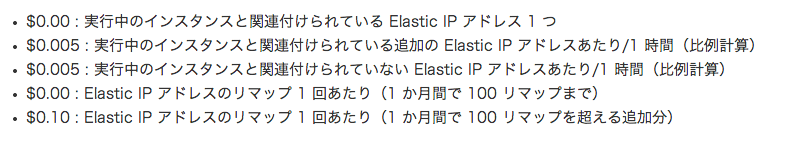 • $0.00 : 実行中のインスタンスと関連付けられている Elastic IP アドレス 1 つ
• $0.005 : 実行中のインスタンスと関連付けられている追加の Elastic IP アドレスあたり/1 時間（比例計算）
• $0.005 : 実行中のインスタンスと関連付けられていない Elastic IP アドレスあたり/1 時間（比例計算）
• $0.00 : Elastic IP アドレスのリマップ 1 回あたり（1 か月間で 100 リマップまで）
• $0.10 : Elastic IP アドレスのリマップ 1 回あたり（1 か月間で 100 リマップを超える追加分）